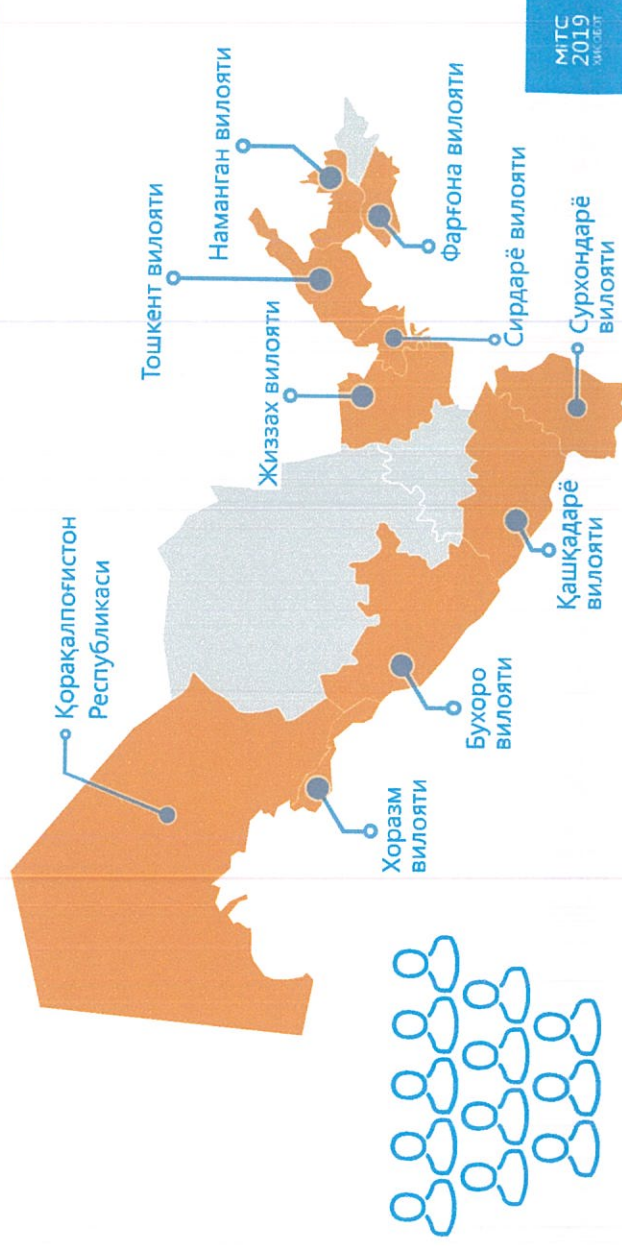 Қорақалпоғистон
Республикаси
Тошкент вилояти
Наманган вилояти
Жиззах вилояти
Фарғона вилояти
Сирдарё вилояти
Сурхондарё
вилояти
Қашқадарё
вилояти
Бухоро
вилояти
Хоразм
вилояти
MiTC
2019
ҲИСОБОТ